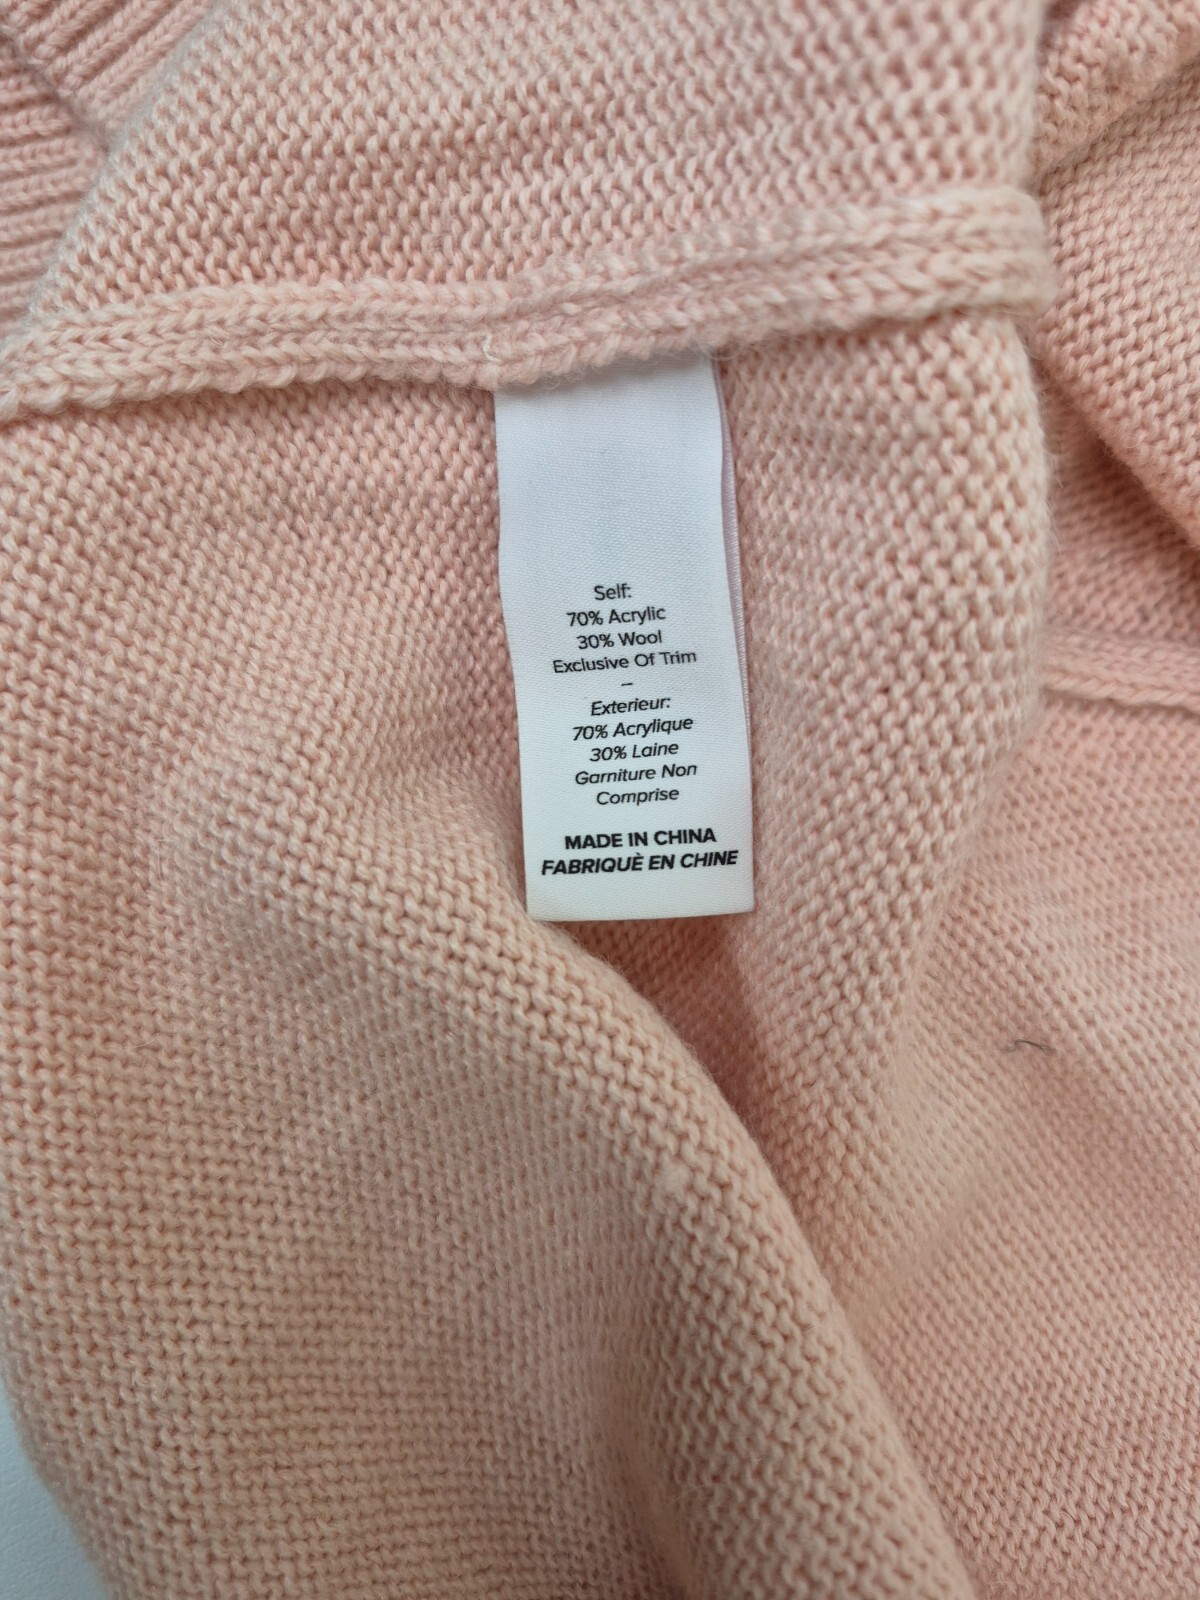 Self:
70% Acrylic
30% Wool
Exclusive Of Trim
–
Exterieur:
70% Acrylique
30% Laine
Garniture Non
Comprise
MADE IN CHINA
FABRIQUÈ EN CHINE